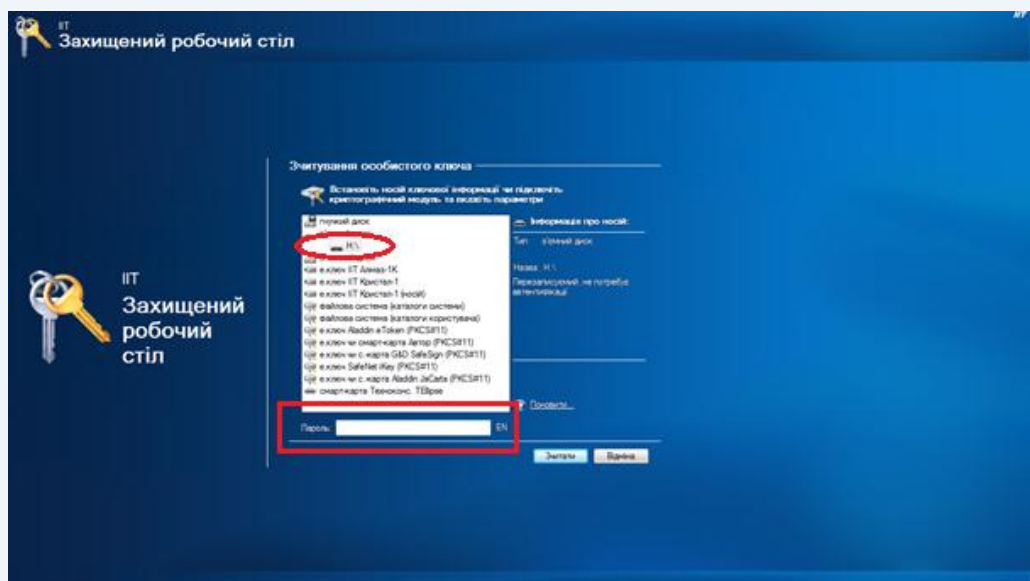 ІІТ
Захищений робочий стіл
Зчитування особистого ключа
Встановіть носій ключової інформації чи підключіть
криптографічний модуль та вкажіть параметри
гнучкий диск
H:\
е.ключ ІІТ Алмаз-1К
е.ключ ІІТ Кристал-1
е.ключ ІІТ Кристал-1 (носій)
файлова система (каталоги системи)
файлова система (каталоги користувача)
е.ключ Aladdin eToken (PKCS#11)
е.ключ чи смарт-карта Автор (PKCS#11)
е.ключ чи с.-карта G&D SafeSign (PKCS#11)
е.ключ SafeNet iKey (PKCS#11)
е.ключ чи с.-карта Aladdin JaCarta (PKCS#11)
смарт-карта Техноконс. TEllipse
Інформація про носій:
Тип: з'ємний диск
Назва: H:\
Перезаписуємий, не потребує
автентифікації
Поновити...
Пароль:
EN
Зчитати
Відміна
ІІТ
Захищений
робочий
стіл